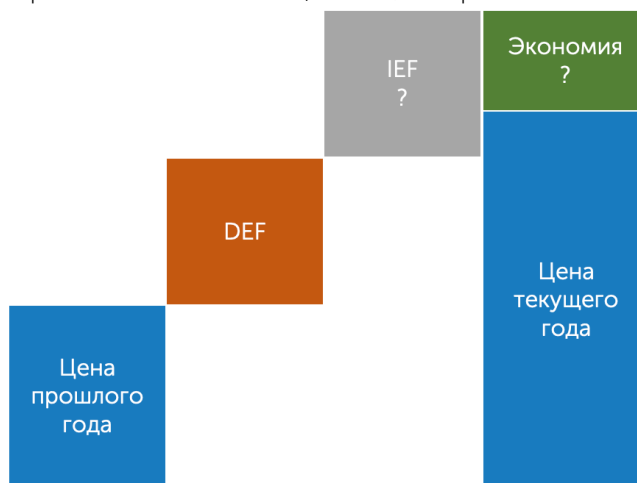 IEF
?
Экономия
?
DEF
Цена
текущего
года
Цена
прошлого
года